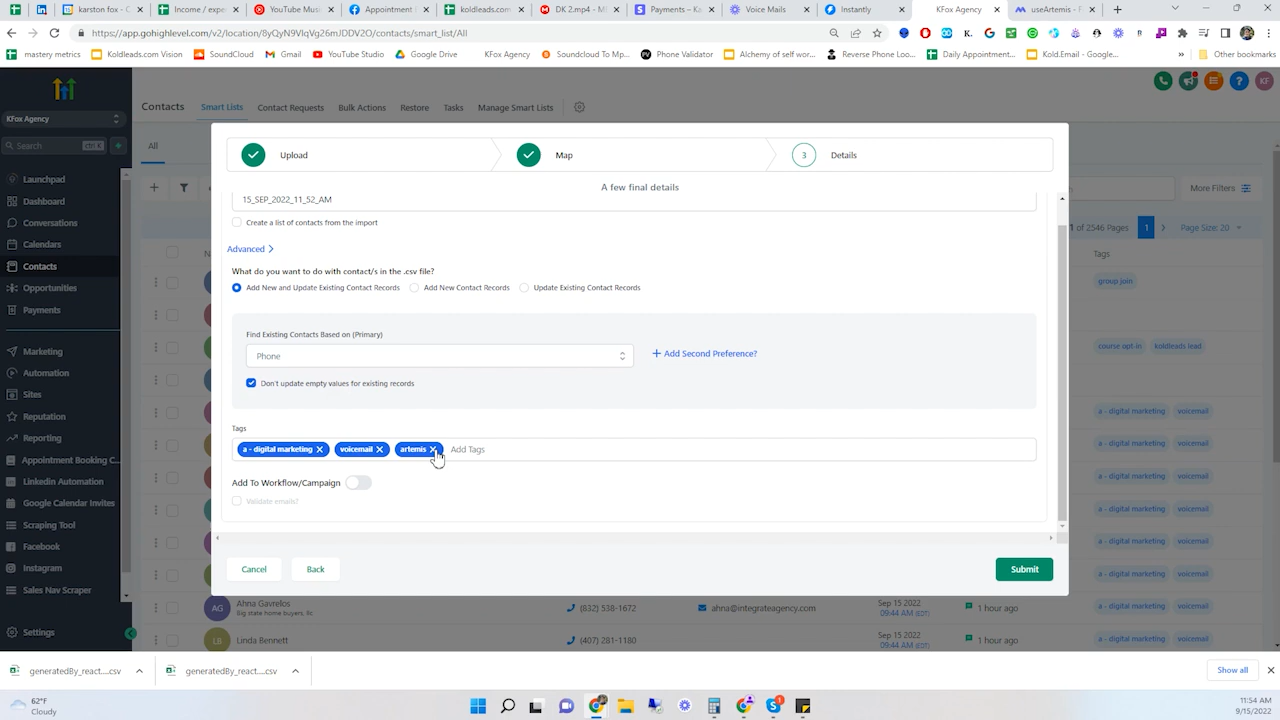 karston fox - C
Income / expe
YouTube Music
Appointment
koldleads.com
DK 2.mp4 - M
Payments – Ka
Voice Mails
Instantly
KFox Agency
useArtemis - F
https://app.gohighlevel.com/v2/location/8yQyN9VlqVg26mJDDV2O/contacts/smart_list/All
mastery metrics
Koldleads.com Vision
SoundCloud
Gmail
YouTube Studio
Google Drive
KFox Agency
Soundcloud To Mp...
Phone Validator
Alchemy of self wor...
Reverse Phone Loo...
Daily Appointment...
Kold.Email - Google...
Other bookmarks
KFox Agency
Search
Ctrl K
Launchpad
Dashboard
Conversations
Calendars
Contacts
Opportunities
Payments
Marketing
Automation
Sites
Reputation
Reporting
Appointment Booking C...
Linkedin Automation
Google Calendar Invites
Scraping Tool
Facebook
Instagram
Sales Nav Scraper
Settings
Contacts
Smart Lists
Contact Requests
Bulk Actions
Restore
Tasks
Manage Smart Lists
KF
All
More Filters
1 of 2546 Pages
1
Page Size: 20
Tags
group join
course opt-in
koldleads lead
a - digital marketing
voicemail
a - digital marketing
voicemail
a - digital marketing
voicemail
a - digital marketing
voicemail
a - digital marketing
voicemail
a - digital marketing
voicemail
a - digital marketing
voicemail
a - digital marketing
voicemail
Upload
Map
3
Details
A few final details
15_SEP_2022_11_52_AM
Create a list of contacts from the import
Advanced
What do you want to do with contact/s in the .csv file?
Add New and Update Existing Contact Records
Add New Contact Records
Update Existing Contact Records
Find Existing Contacts Based on (Primary)
Phone
+ Add Second Preference?
Don't update empty values for existing records
Tags
a - digital marketing
voicemail
artemis
Add Tags
Add To Workflow/Campaign
Validate emails?
Cancel
Back
Submit
AG
Ahna Gavrelos
Big state home buyers, llc
(832) 538-1672
ahna@integrateagency.com
Sep 15 2022
09:44 AM (EDT)
1 hour ago
LB
Linda Bennett
(407) 281-1180
Sep 15 2022
09:44 AM (EDT)
1 hour ago
generatedBy_react....csv
generatedBy_react....csv
Show all
62°F
Cloudy
11:54 AM
9/15/2022